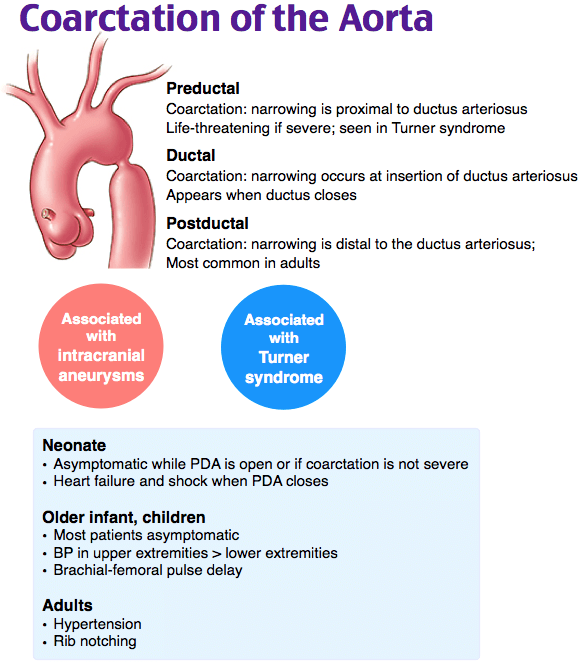 Coarctation of the Aorta
Preductal
Coarctation: narrowing is proximal to ductus arteriosus
Life-threatening if severe; seen in Turner syndrome
Ductal
Coarctation: narrowing occurs at insertion of ductus arteriosus
Appears when ductus closes
Postductal
Coarctation: narrowing is distal to the ductus arteriosus;
Most common in adults
Associated
with
intracranial
aneurysms
Associated
with
Turner
syndrome
Neonate
• Asymptomatic while PDA is open or if coarctation is not severe
• Heart failure and shock when PDA closes
Older infant, children
• Most patients asymptomatic
• BP in upper extremities > lower extremities
• Brachial-femoral pulse delay
Adults
• Hypertension
• Rib notching